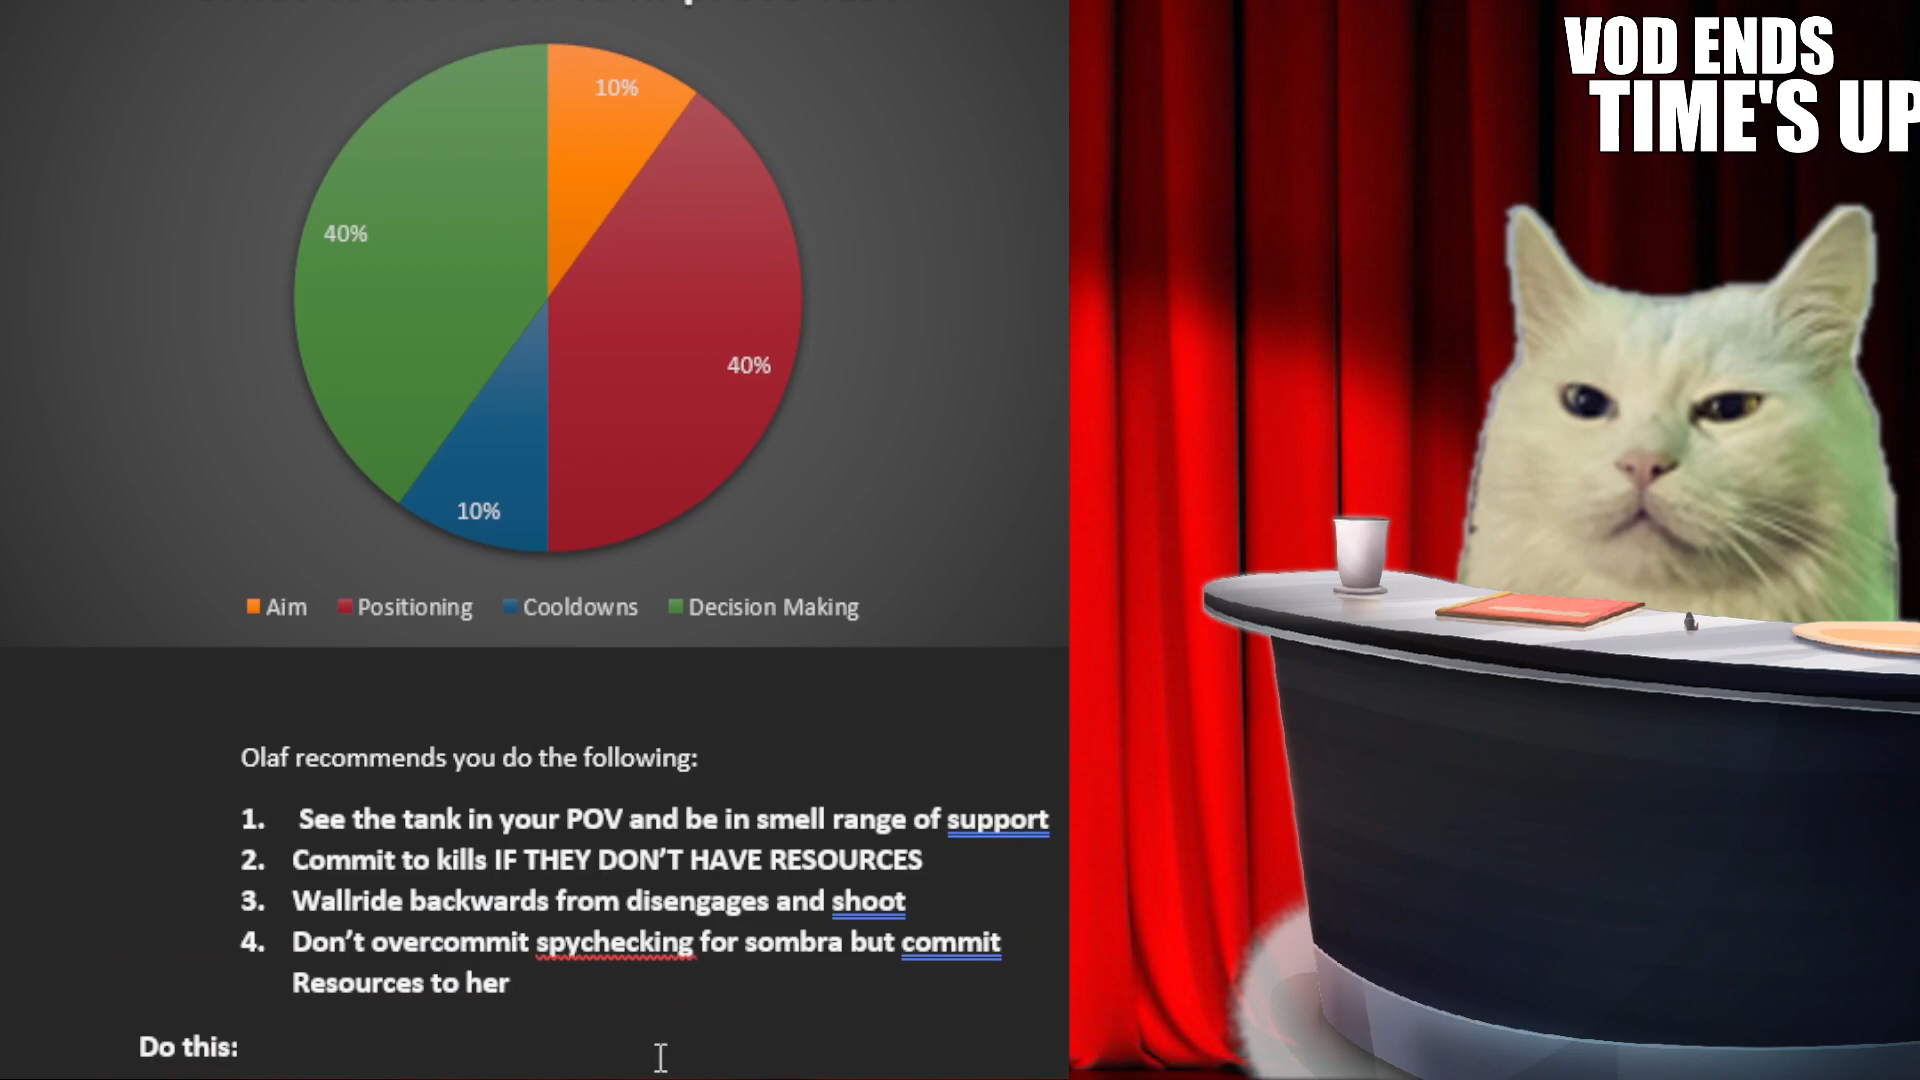 10%
40%
40%
10%
Aim Positioning Cooldowns Decision Making
Olaf recommends you do the following:
1. See the tank in your POV and be in smell range of support
2. Commit to kills IF THEY DON'T HAVE RESOURCES
3. Wallride backwards from disengages and shoot
4. Don't overcommit spychecking for sombra but commit
Resources to her
Do this:
VOD ENDS
TIME'S UP